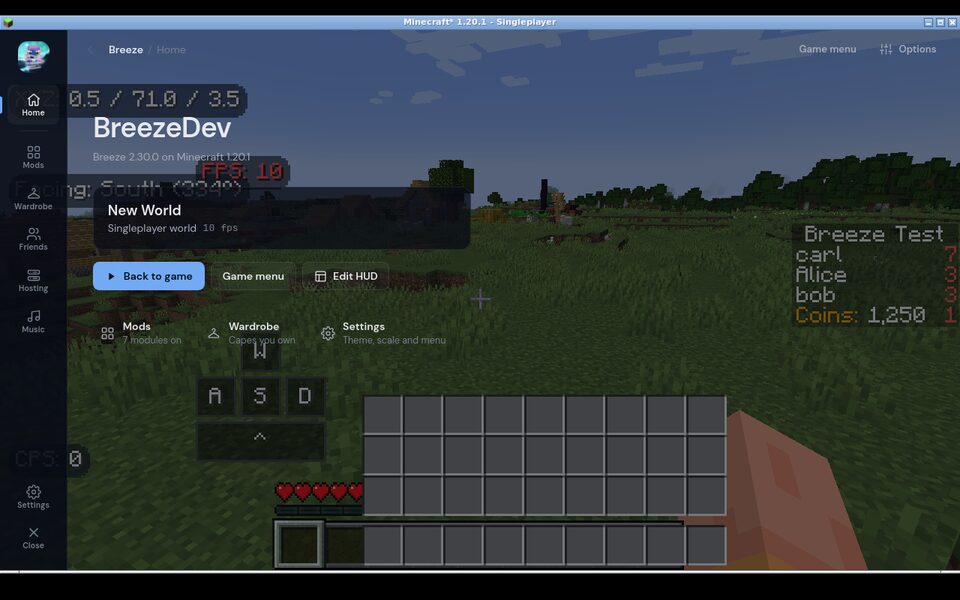 Minecraft* 1.20.1 - Singleplayer
Breeze / Home
Game menu
Options
Home
0.5 / 71.0 / 3.5
BreezeDev
Breeze 2.30.0 on Minecraft 1.20.1
FPS: 10
Mods
Facing: South (334°)
Wardrobe
New World
Singleplayer world 10 fps
Friends
Breeze Test
carl 7
Alice 3
bob 3
Coins: 1,250 1
Hosting
Back to game
Game menu
Edit HUD
Music
Mods
7 modules on
Wardrobe
Capes you own
Settings
Theme, scale and menu
W
A
S
D
^
CPS: 0
Settings
Close